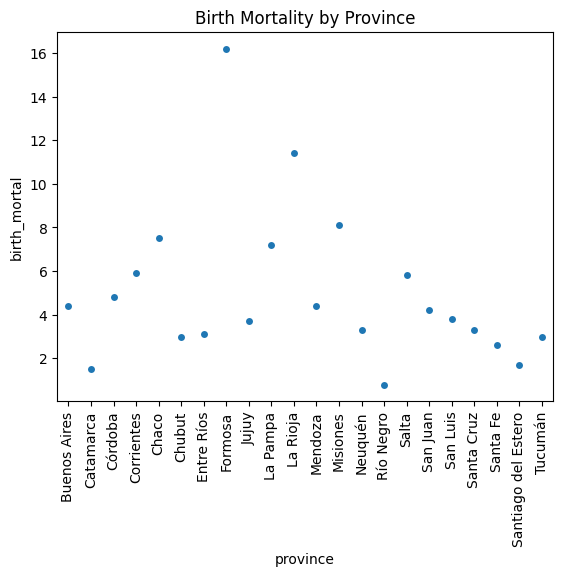 Birth Mortality by Province
birth_mortal
16
14
12
10
8
6
4
2
Buenos Aires
Catamarca
Córdoba
Corrientes
Chaco
Chubut
Entre Ríos
Formosa
Jujuy
La Pampa
La Rioja
Mendoza
Misiones
Neuquén
Río Negro
Salta
San Juan
San Luis
Santa Cruz
Santa Fe
Santiago del Estero
Tucumán
province